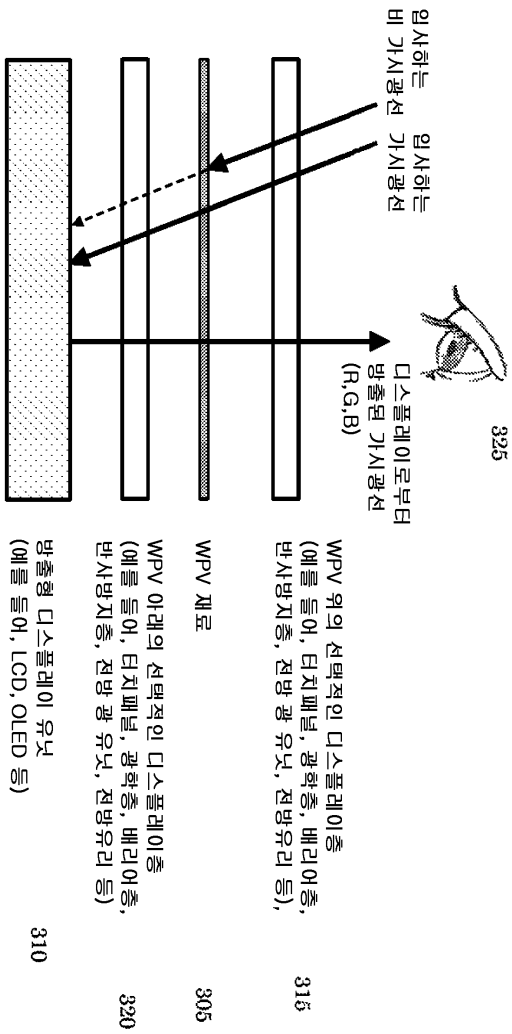 입사하는
비 가시광선
입사하는
가시광선
325
디스플레이로부터
방출된 가시광선
(R,G,B)
WPV 위의 선택적인 디스플레이층
(예를 들어, 터치패널, 광학층, 배리어층,
반사방지층, 전방 광 유닛, 전방유리 등),
315
WPV 재료
305
WPV 아래의 선택적인 디스플레이층
(예를 들어, 터치패널, 광학층, 배리어층,
반사방지층, 전방 광 유닛, 전방유리 등)
320
방출형 디스플레이 유닛
(예를 들어, LCD, OLED 등)
310